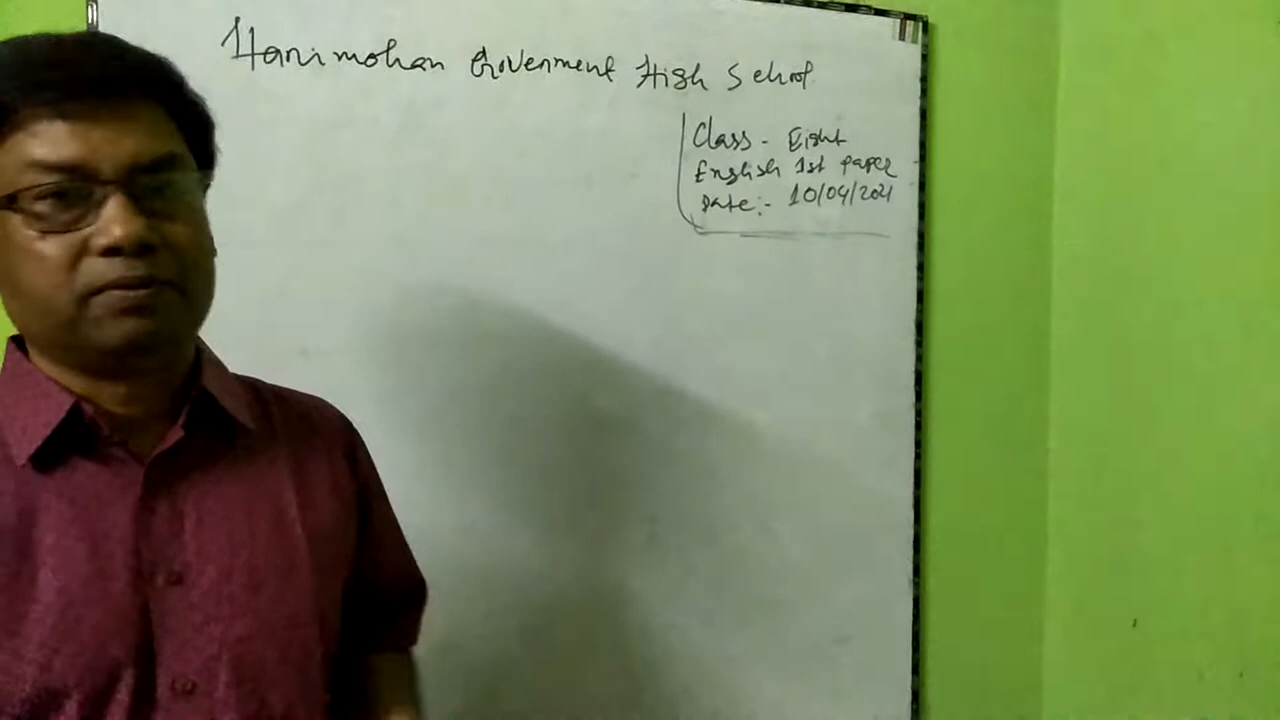 Harimohan Government High School
Class - Eight
English 1st paper
Date:- 10/04/2021